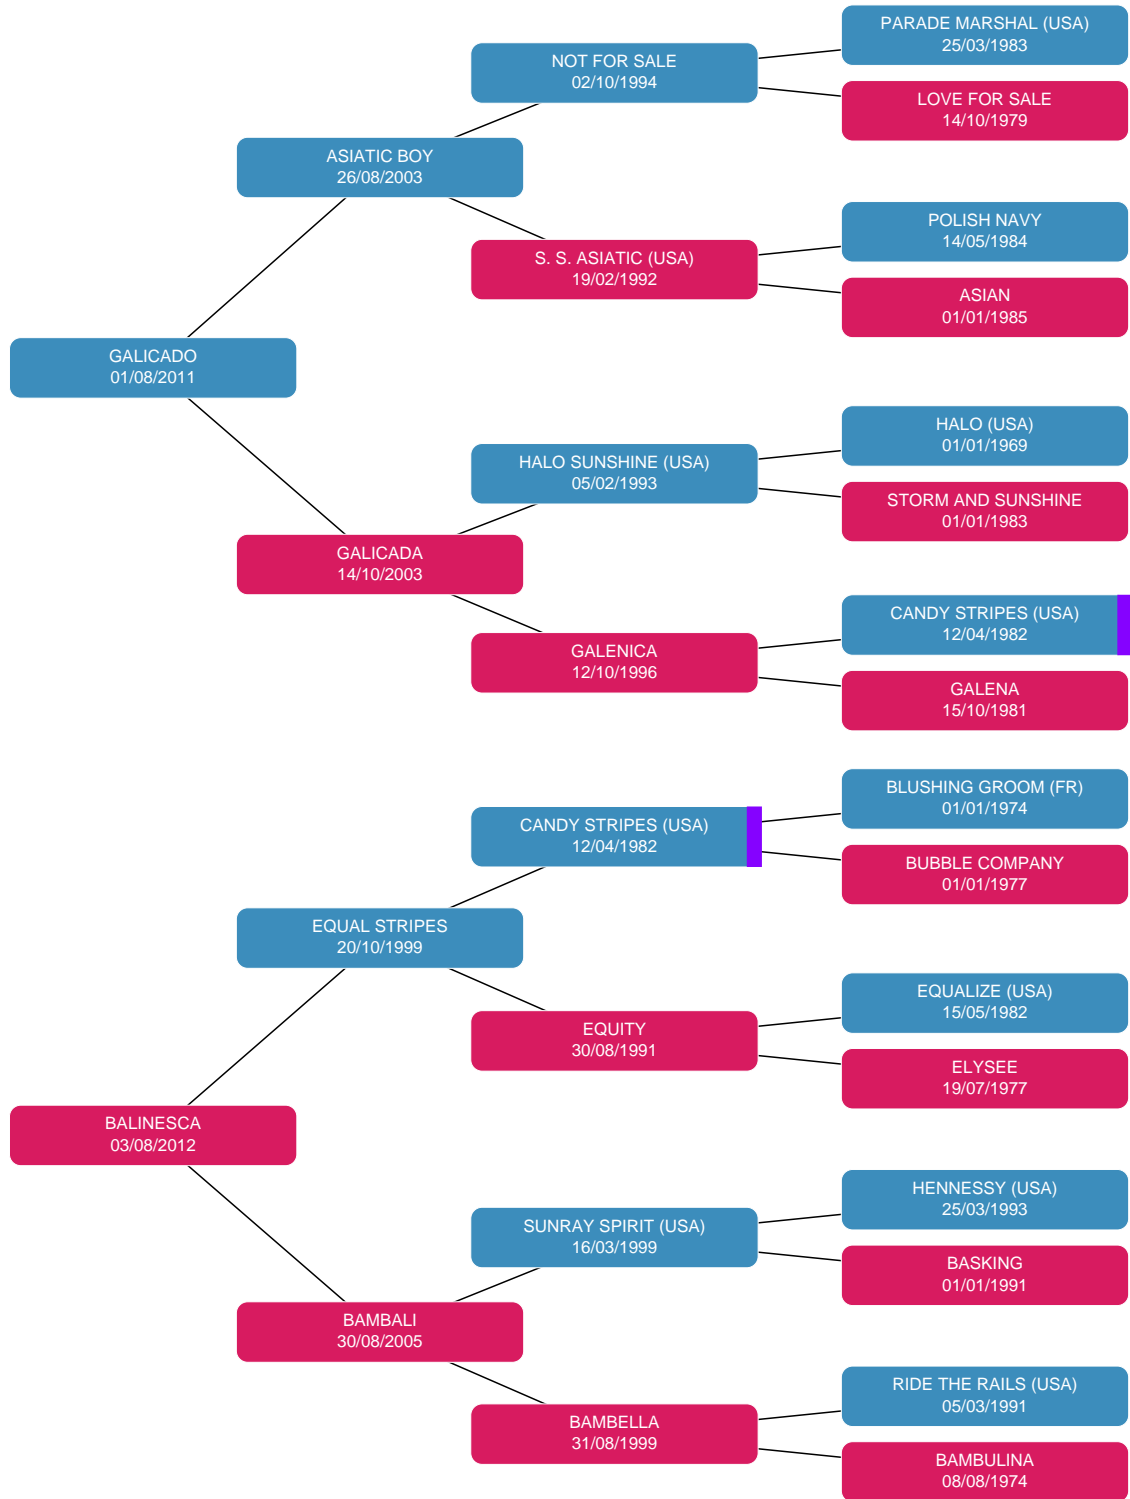 PARADE MARSHAL (USA)
25/03/1983
NOT FOR SALE
02/10/1994
LOVE FOR SALE
14/10/1979
ASIATIC BOY
26/08/2003
POLISH NAVY
14/05/1984
S. S. ASIATIC (USA)
19/02/1992
ASIAN
01/01/1985
GALICADO
01/08/2011
HALO (USA)
01/01/1969
HALO SUNSHINE (USA)
05/02/1993
STORM AND SUNSHINE
01/01/1983
GALICADA
14/10/2003
CANDY STRIPES (USA)
12/04/1982
GALENICA
12/10/1996
GALENA
15/10/1981
BLUSHING GROOM (FR)
01/01/1974
CANDY STRIPES (USA)
12/04/1982
BUBBLE COMPANY
01/01/1977
EQUAL STRIPES
20/10/1999
EQUALIZE (USA)
15/05/1982
EQUITY
30/08/1991
ELYSEE
19/07/1977
BALINESCA
03/08/2012
HENNESSY (USA)
25/03/1993
SUNRAY SPIRIT (USA)
16/03/1999
BASKING
01/01/1991
BAMBALI
30/08/2005
RIDE THE RAILS (USA)
05/03/1991
BAMBELLA
31/08/1999
BAMBULINA
08/08/1974